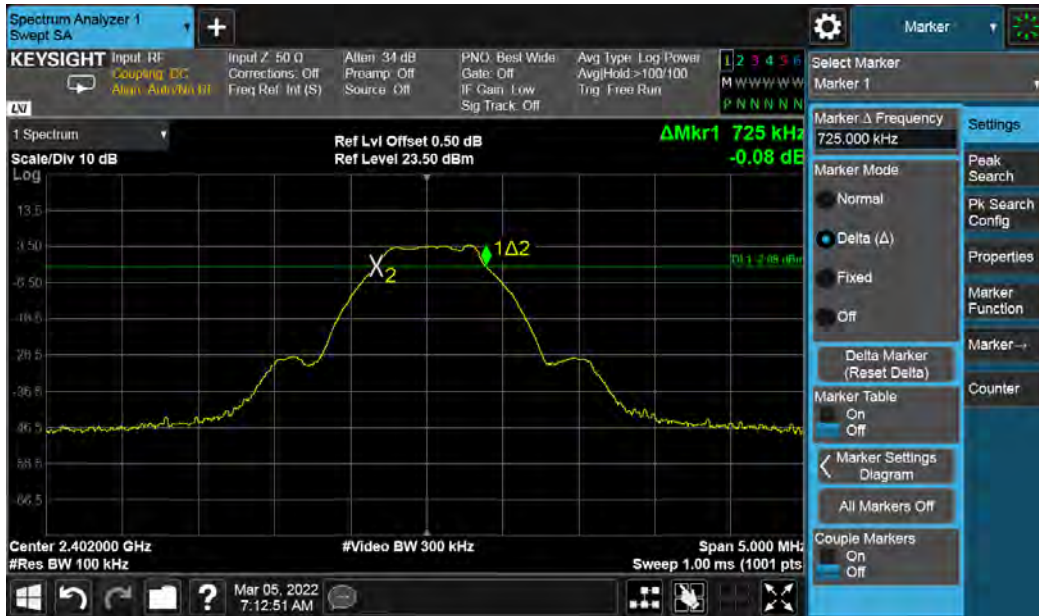 Spectrum Analyzer 1
Swept SA
+
Marker
KEYSIGHT
Input: RF
Coupling: DC
Align: Auto/No RF
Input Z: 50 Ω
Corrections: Off
Freq Ref: Int (S)
Atten: 34 dB
Preamp: Off
Source: Off
PNO: Best Wide
Gate: Off
IF Gain: Low
Sig Track: Off
Avg Type: Log-Power
Avg|Hold:>100/100
Trig: Free Run
1 2 3 4 5 6
M W W W W W
P N N N N N
LXI
Select Marker
Marker 1
1 Spectrum
Scale/Div 10 dB
Log
Ref Lvl Offset 0.50 dB
Ref Level 23.50 dBm
ΔMkr1 725 kHz
-0.08 dB
13.5
3.50
-6.50
-16.5
-26.5
-36.5
-46.5
-56.5
-66.5
1Δ2
X2
Center 2.402000 GHz
#Res BW 100 kHz
#Video BW 300 kHz
Span 5.000 MHz
Sweep 1.00 ms (1001 pts
Marker Δ Frequency
725.000 kHz
Marker Mode
Normal
Delta (Δ)
Fixed
Off
Delta Marker
(Reset Delta)
Marker Table
On
Off
Marker Settings
Diagram
All Markers Off
Couple Markers
On
Off
Settings
Peak
Search
Pk Search
Config
Properties
Marker
Function
Marker→
Counter
?
Mar 05, 2022
7:12:51 AM